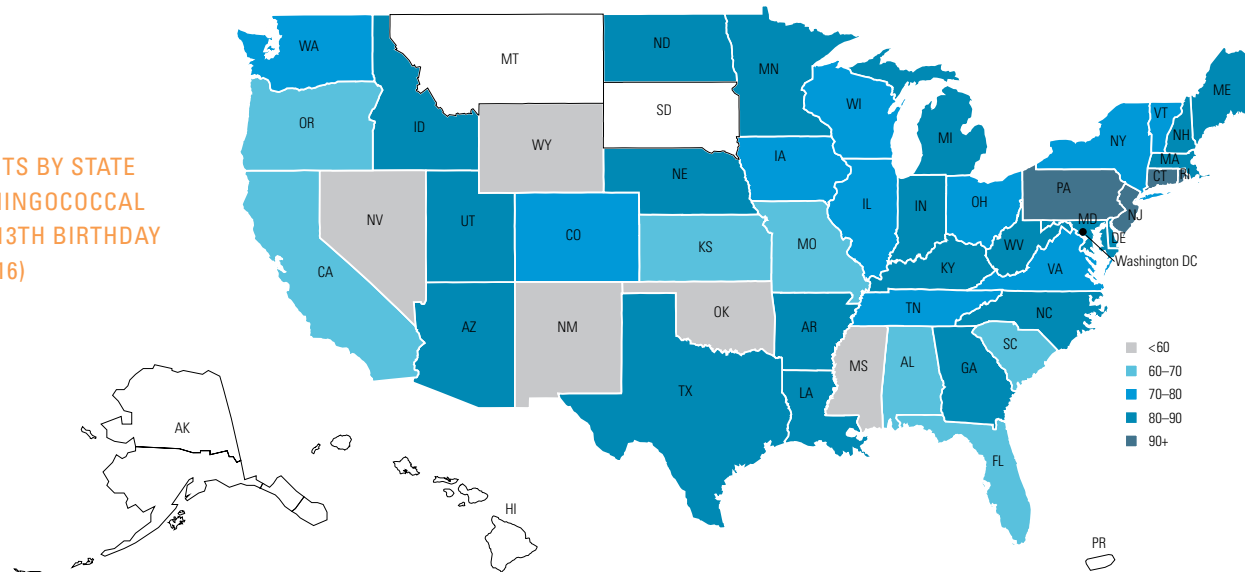 TS BY STATE
INGOCOCCAL
13TH BIRTHDAY
16)
WA
MT
ND
MN
ME
OR
ID
SD
WI
MI
VT
NH
NY
MA
CT
RI
WY
IA
NE
PA
NJ
NV
UT
CO
IL
IN
OH
MD
DE
WV
Washington DC
CA
KS
MO
KY
VA
AZ
NM
OK
AR
TN
NC
SC
MS
AL
GA
TX
LA
FL
<60
60–70
70–80
80–90
90+
AK
HI
PR